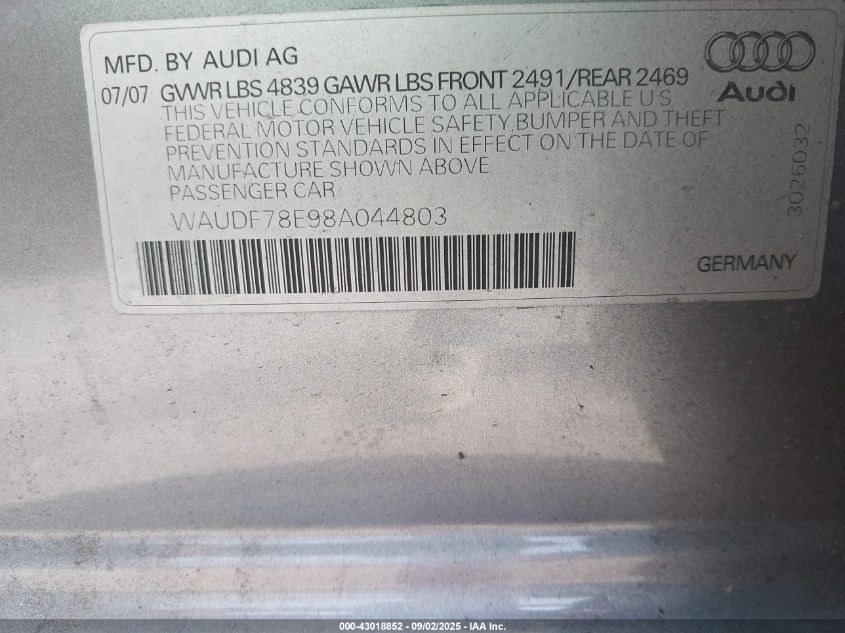 MFD. BY AUDI AG
07/07 GVWR LBS 4839 GAWR LBS FRONT 2491/REAR 2469
THIS VEHICLE CONFORMS TO ALL APPLICABLE U S
FEDERAL MOTOR VEHICLE SAFETY, BUMPER AND THEFT
PREVENTION STANDARDS IN EFFECT ON THE DATE OF
MANUFACTURE SHOWN ABOVE
PASSENGER CAR
WAUDF78E98A044803
Audi
3026032
GERMANY
000-43018852 - 09/02/2025 - IAA Inc.